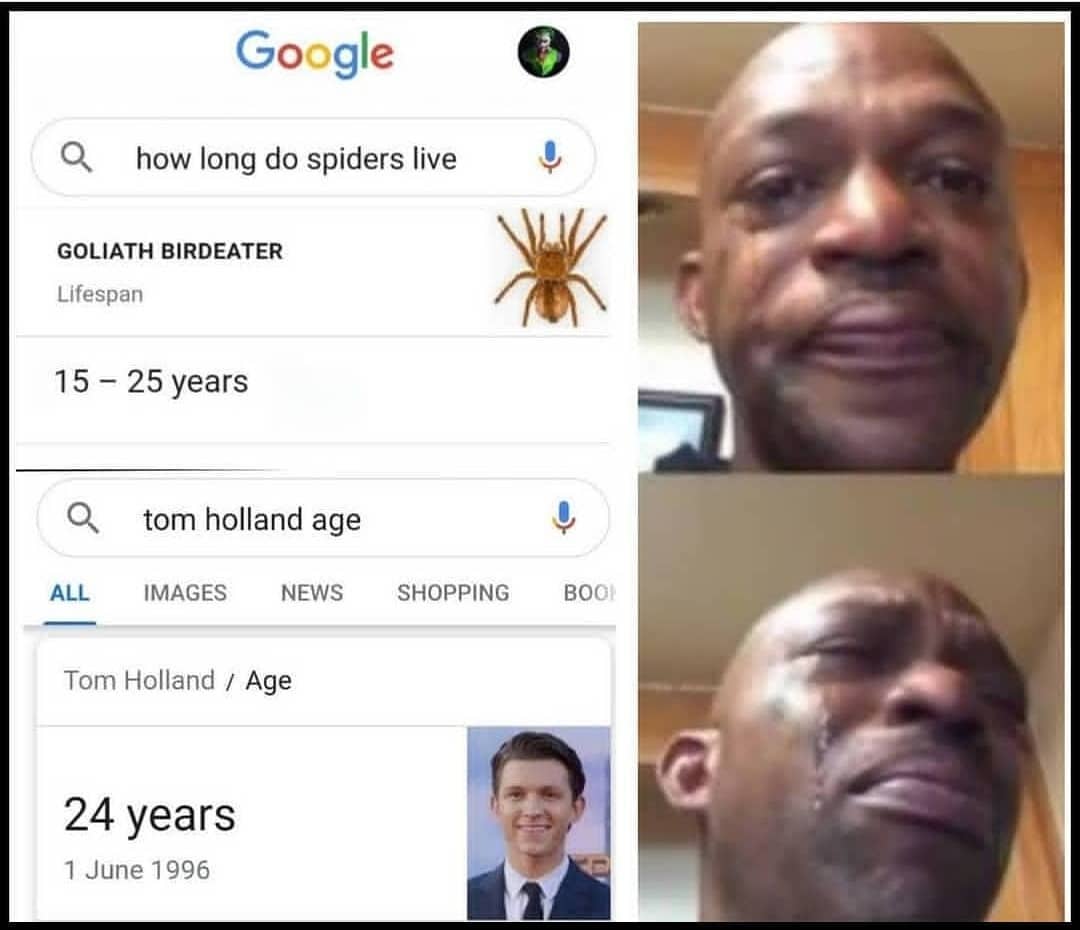 Google
how long do spiders live
GOLIATH BIRDEATER
Lifespan
15 – 25 years
tom holland age
ALL IMAGES NEWS SHOPPING BOO
Tom Holland / Age
24 years
1 June 1996